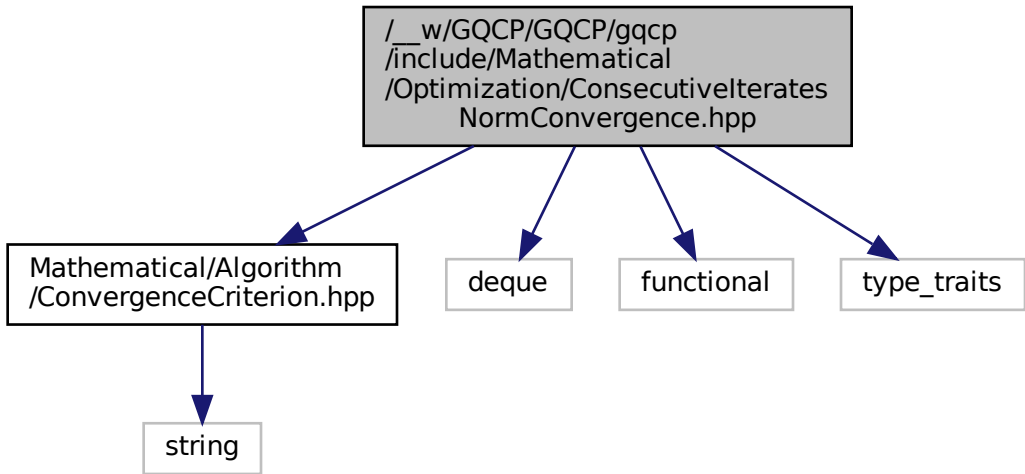 /__w/GQCP/GQCP/gqcp
/include/Mathematical
/Optimization/ConsecutiveIterates
NormConvergence.hpp
Mathematical/Algorithm
/ConvergenceCriterion.hpp
deque
functional
type_traits
string